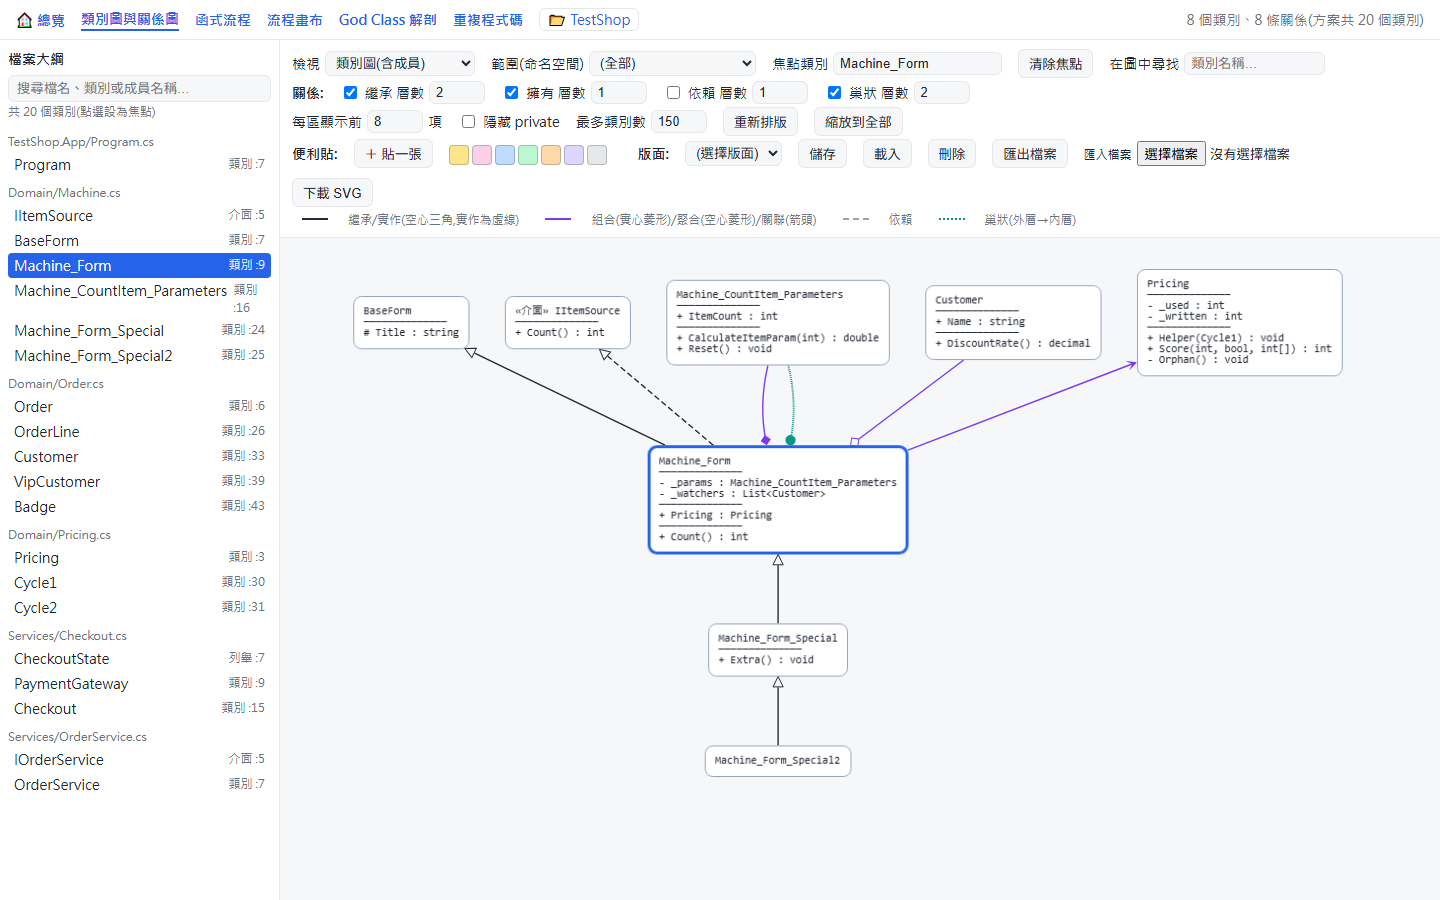 總覽 類別圖與關係圖 函式流程 流程畫布 God Class 解剖 重複程式碼 TestShop 8 個類別、8 條關係(方案共 20 個類別)
檔案大綱
搜尋檔名、類別或成員名稱...
共 20 個類別(點選設為焦點)
TestShop.App/Program.cs
Program 類別 :7
Domain/Machine.cs
IItemSource 介面 :5
BaseForm 類別 :7
Machine_Form 類別 :9
Machine_CountItem_Parameters 類別
:16
Machine_Form_Special 類別 :24
Machine_Form_Special2 類別 :25
Domain/Order.cs
Order 類別 :6
OrderLine 類別 :26
Customer 類別 :33
VipCustomer 類別 :39
Badge 類別 :43
Domain/Pricing.cs
Pricing 類別 :3
Cycle1 類別 :30
Cycle2 類別 :31
Services/Checkout.cs
CheckoutState 列舉 :7
PaymentGateway 類別 :9
Checkout 類別 :15
Services/OrderService.cs
IOrderService 介面 :5
OrderService 類別 :7
檢視 類別圖(含成員) 範圍(命名空間) (全部) 焦點類別 Machine_Form 清除焦點 在圖中尋找 類別名稱...
關係: 繼承 層數 2 擁有 層數 1 依賴 層數 1 巢狀 層數 2
每區顯示前 8 項 隱藏 private 最多類別數 150 重新排版 縮放到全部
便利貼: ＋ 貼一張 版面: (選擇版面) 儲存 載入 刪除 匯出檔案 匯入檔案 選擇檔案 沒有選擇檔案
下載 SVG
繼承/實作(空心三角,實作為虛線) 組合(實心菱形)/聚合(空心菱形)/關聯(箭頭) 依賴 巢狀(外層→內層)
BaseForm
# Title : string
«介面» IItemSource
+ Count() : int
Machine_CountItem_Parameters
+ ItemCount : int
+ CalculateItemParam(int) : double
+ Reset() : void
Customer
+ Name : string
+ DiscountRate() : decimal
Pricing
- _used : int
- _written : int
+ Helper(Cycle1) : void
+ Score(int, bool, int[]) : int
- Orphan() : void
Machine_Form
- _params : Machine_CountItem_Parameters
- _watchers : List<Customer>
+ Pricing : Pricing
+ Count() : int
Machine_Form_Special
+ Extra() : void
Machine_Form_Special2